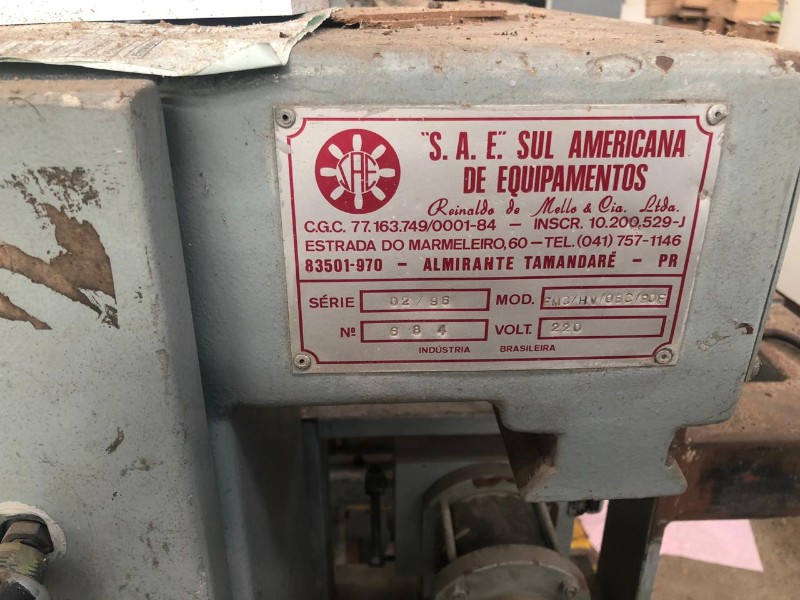 SAE
"S. A. E." SUL AMERICANA
DE EQUIPAMENTOS
Reinaldo de Mello & Cia. Ltda.
C.G.C. 77.163.749/0001-84 – INSCR. 10.200.529-J
ESTRADA DO MARMELEIRO, 60 – TEL. (041) 757-1146
83501-970 – ALMIRANTE TAMANDARÉ – PR
SÉRIE 02/96 MOD.
Nº 684 VOLT. 220
INDÚSTRIA BRASILEIRA